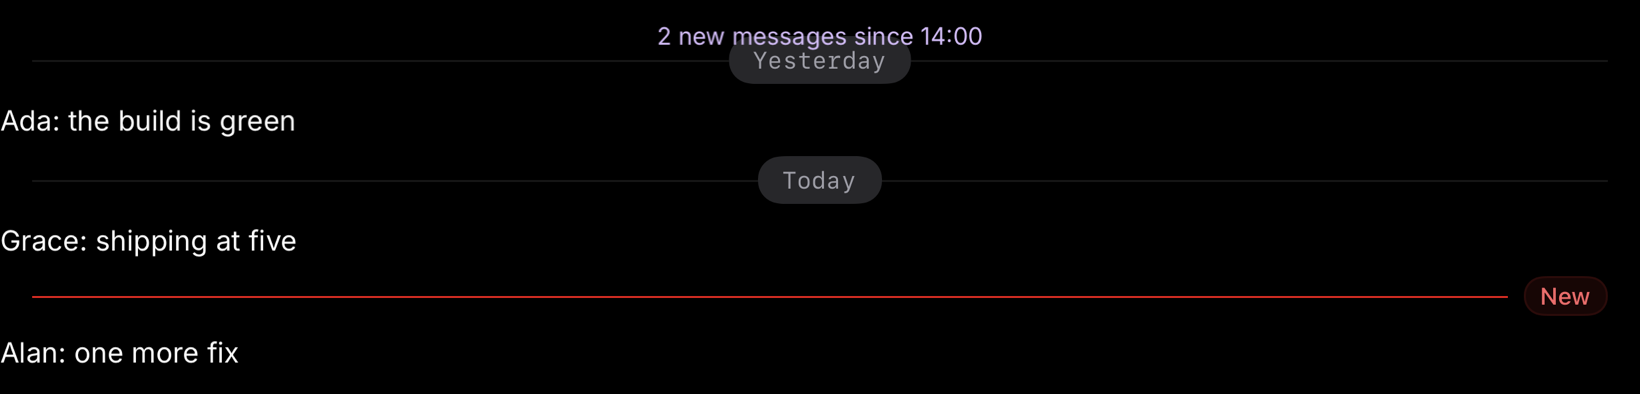 2 new messages since 14:00
Yesterday
Ada: the build is green
Today
Grace: shipping at five
New
Alan: one more fix